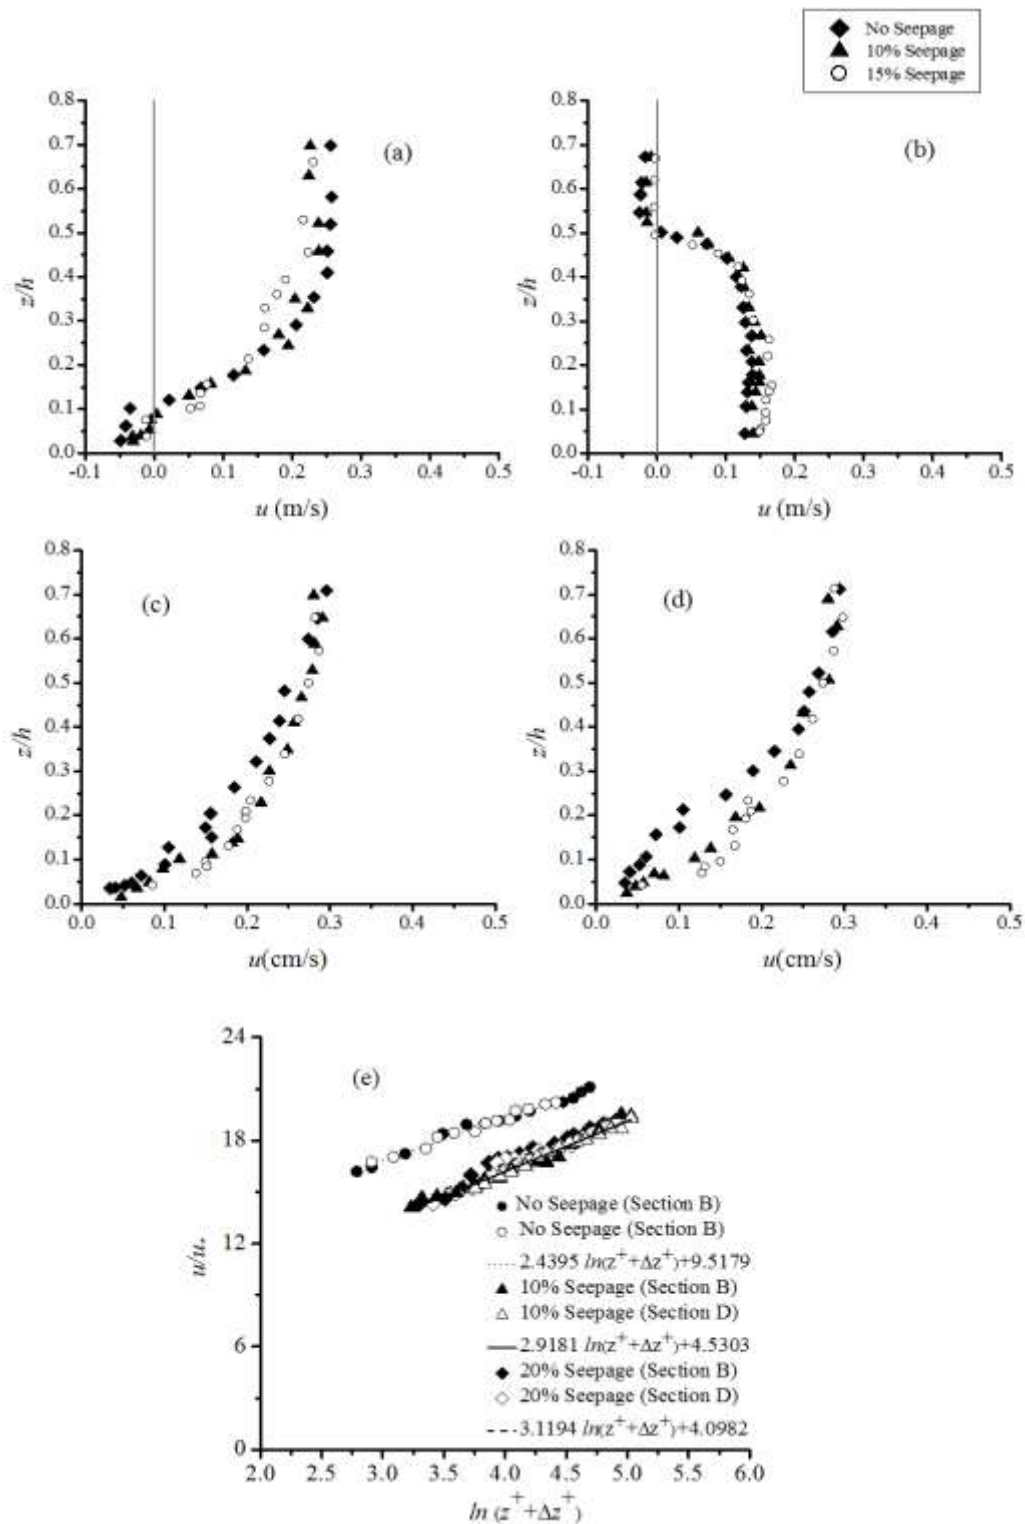 No Seepage
10% Seepage
15% Seepage
0.8
0.7
0.6
0.5
0.4
0.3
0.2
0.1
0.0
z/h
(a)
-0.1 0.0 0.1 0.2 0.3 0.4 0.5
u (m/s)
0.8
0.7
0.6
0.5
0.4
0.3
0.2
0.1
0.0
z/h
(b)
-0.1 0.0 0.1 0.2 0.3 0.4 0.5
u (m/s)
0.8
0.7
0.6
0.5
0.4
0.3
0.2
0.1
0.0
z/h
(c)
0.0 0.1 0.2 0.3 0.4 0.5
u(cm/s)
0.8
0.7
0.6
0.5
0.4
0.3
0.2
0.1
0.0
z/h
(d)
0.0 0.1 0.2 0.3 0.4 0.5
u(cm/s)
24
18
12
6
0
u/u*
(e)
No Seepage (Section B)
No Seepage (Section B)
2.4395 ln(z⁺+Δz⁺)+9.5179
10% Seepage (Section B)
10% Seepage (Section D)
2.9181 ln(z⁺+Δz⁺)+4.5303
20% Seepage (Section B)
20% Seepage (Section D)
3.1194 ln(z⁺+Δz⁺)+4.0982
2.0 2.5 3.0 3.5 4.0 4.5 5.0 5.5 6.0
ln (z⁺+Δz⁺)